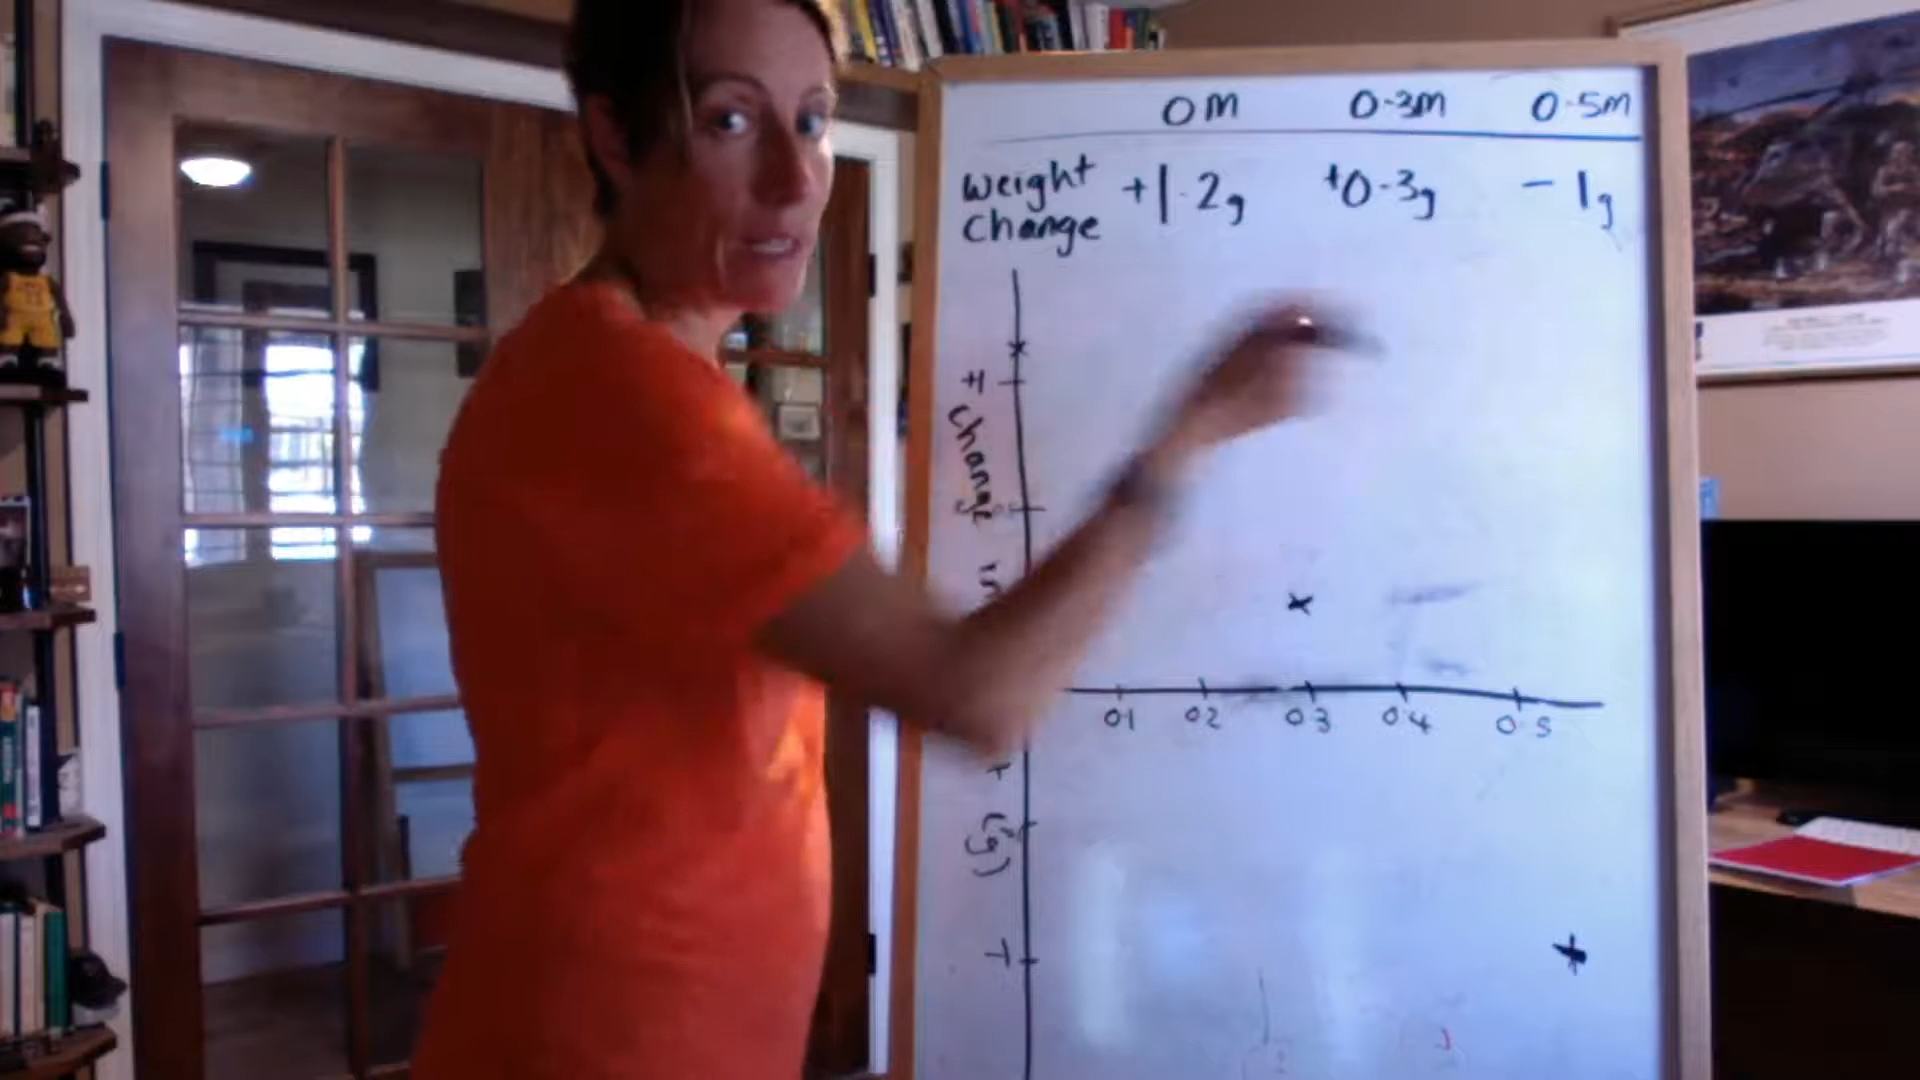 0M 0.3M 0.5M
Weight +1.2g +0.3g -1g
Change
+1
Change in
(g)
0.1 0.2 0.3 0.4 0.5
-1